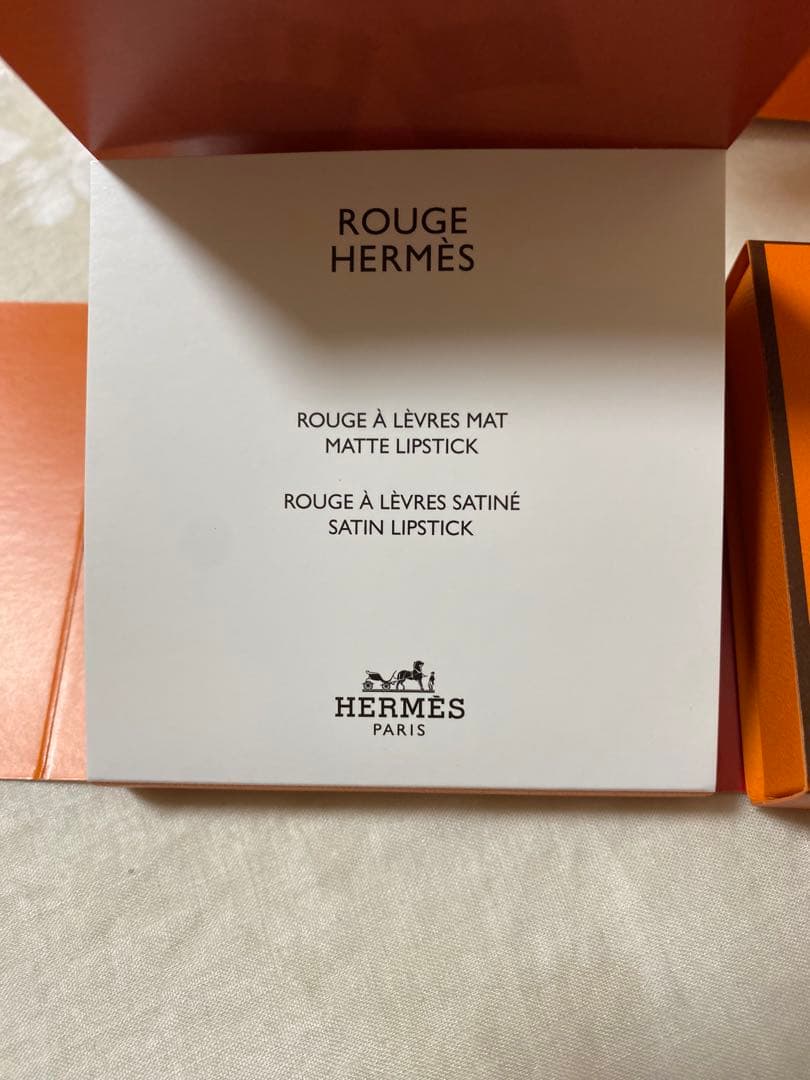 ROUGE
HERMÈS
ROUGE À LÈVRES MAT
MATTE LIPSTICK
ROUGE À LÈVRES SATINÉ
SATIN LIPSTICK
HERMÈS
PARIS